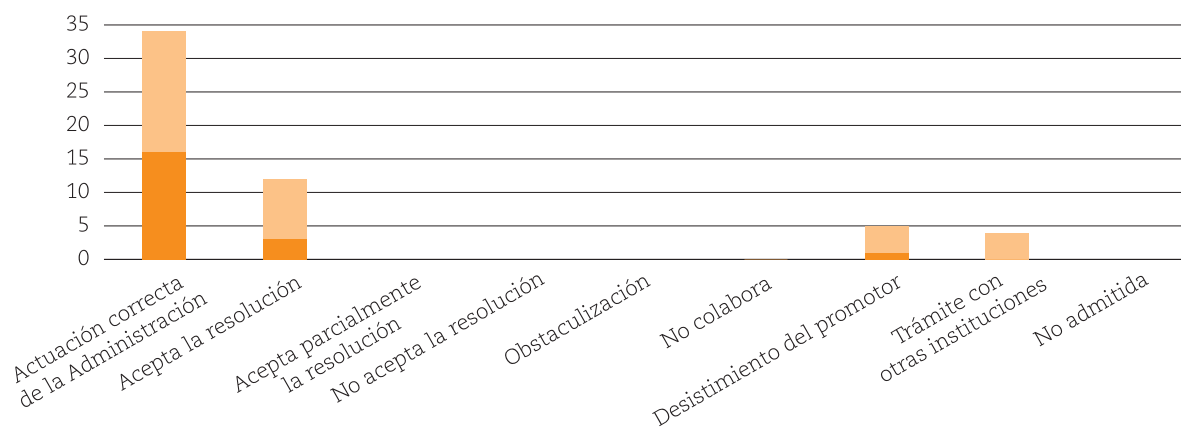 35
30
25
20
15
10
5
0
Actuación correcta
de la Administración
Acepta la resolución
Acepta parcialmente
la resolución
No acepta la resolución
Obstaculización
No colabora
Desistimiento del promotor
Trámite con
otras instituciones
No admitida